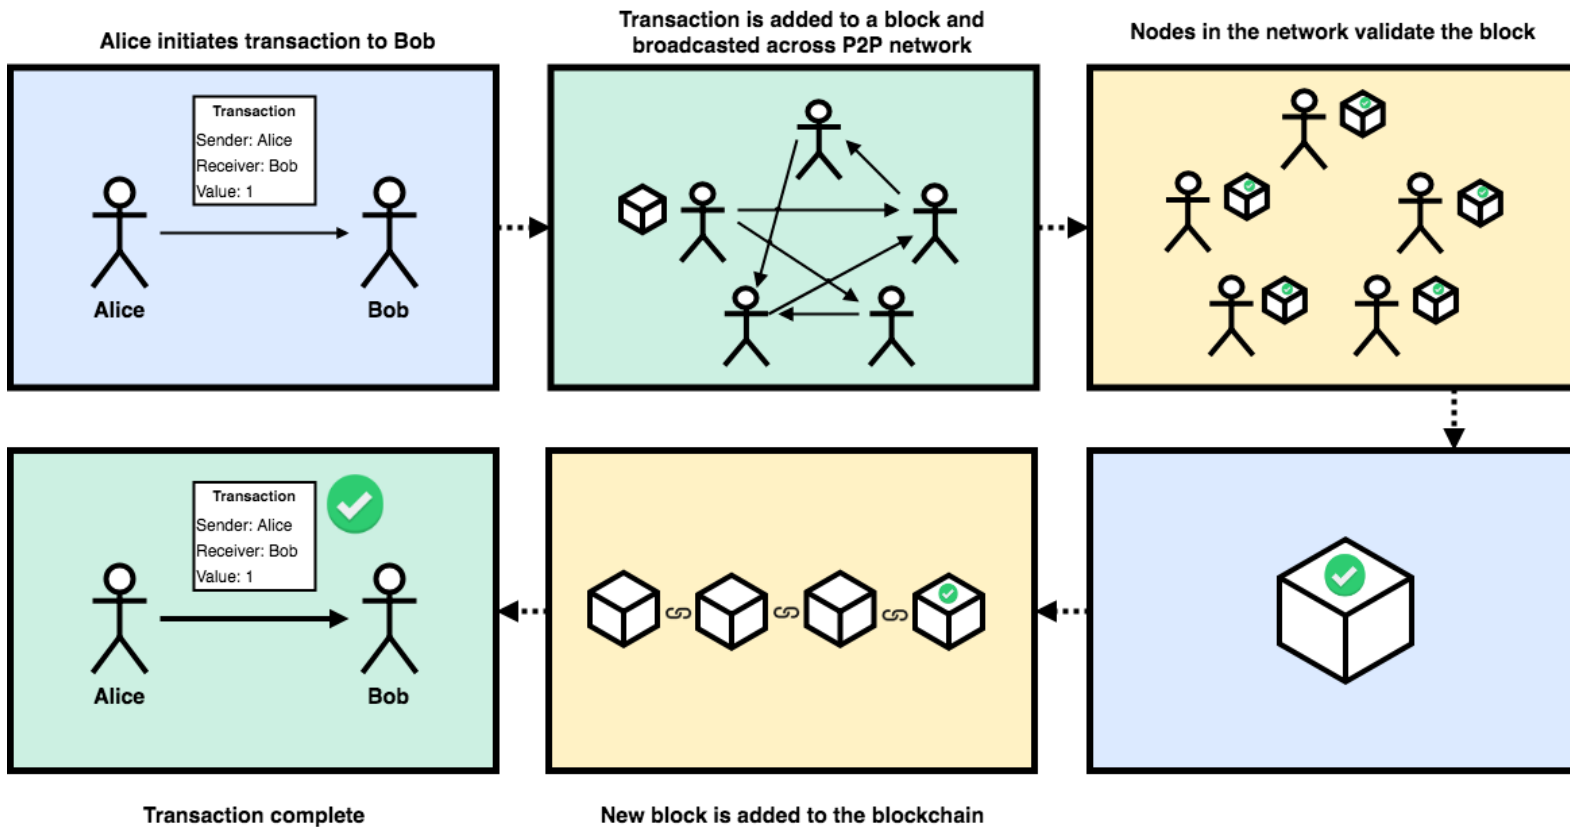 Alice initiates transaction to Bob
Transaction is added to a block and
broadcasted across P2P network
Nodes in the network validate the block
Transaction
Sender: Alice
Receiver: Bob
Value: 1
Alice
Bob
Transaction
Sender: Alice
Receiver: Bob
Value: 1
Alice
Bob
Transaction complete
New block is added to the blockchain